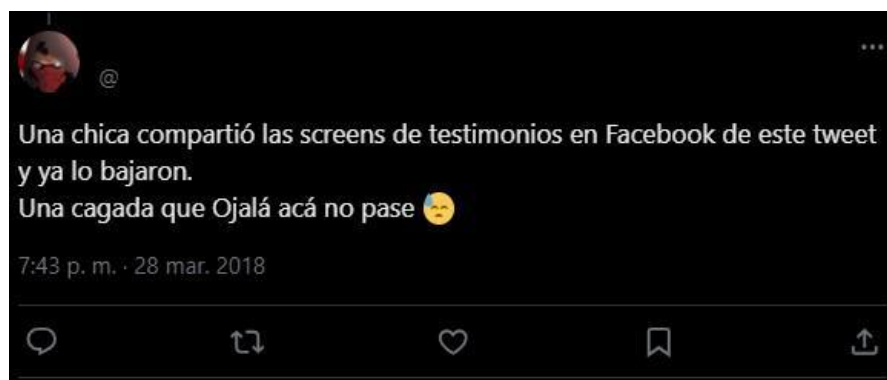 @
Una chica compartió las screens de testimonios en Facebook de este tweet
y ya lo bajaron.
Una cagada que Ojalá acá no pase 😓
7:43 p. m. · 28 mar. 2018